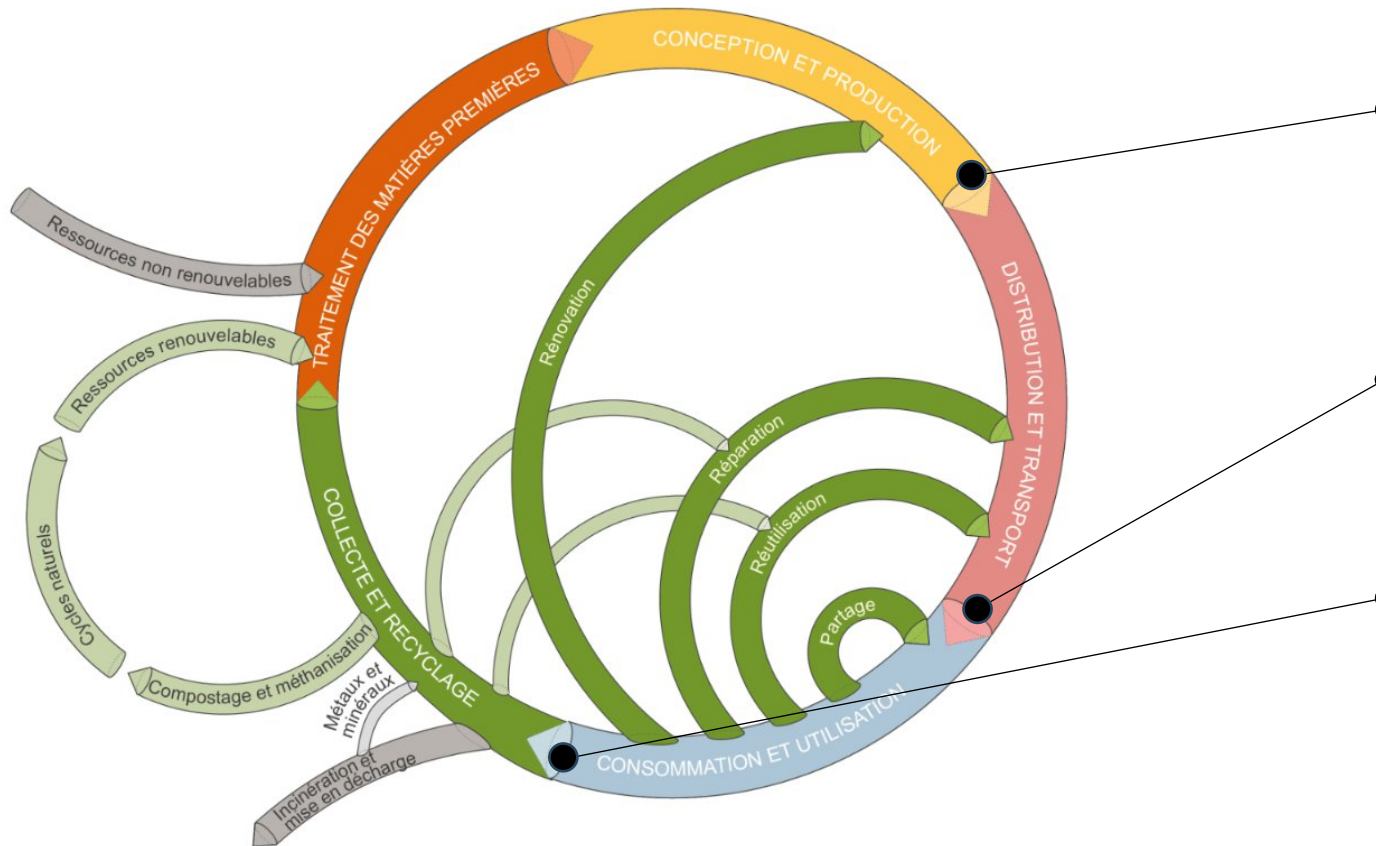 CONCEPTION ET PRODUCTION
TRAITEMENT DES MATIÈRES PREMIÈRES
Ressources non renouvelables
Ressources renouvelables
Rénovation
DISTRIBUTION ET TRANSPORT
Réparation
Réutilisation
Partage
COLLECTE ET RECYCLAGE
Cycles naturels
Compostage et méthanisation
Métaux et
minéraux
Incinération et
mise en décharge
CONSOMMATION ET UTILISATION